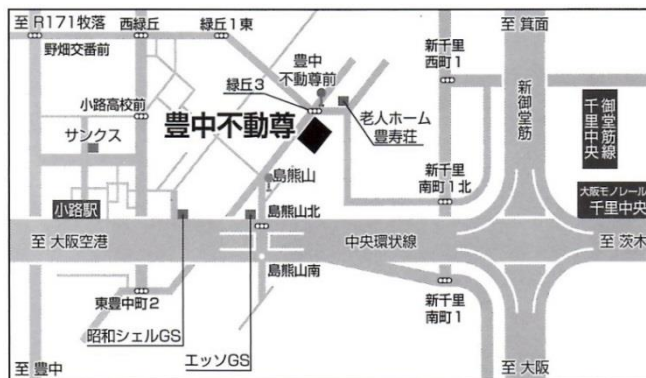 至 R171牧落
西緑丘
緑丘1東
至 箕面
野畑交番前
新千里
西町1
豊中
不動尊前
緑丘3
小路高校前
サンクス
豊中不動尊
老人ホーム
豊寿荘
新御堂筋
御堂筋線
千里中央
島熊山
新千里
南町1北
大阪モノレール
千里中央
小路駅
島熊山北
至 大阪空港
中央環状線
至 茨木
島熊山南
東豊中町2
新千里
南町1
昭和シェルGS
エッソGS
至 豊中
至 大阪